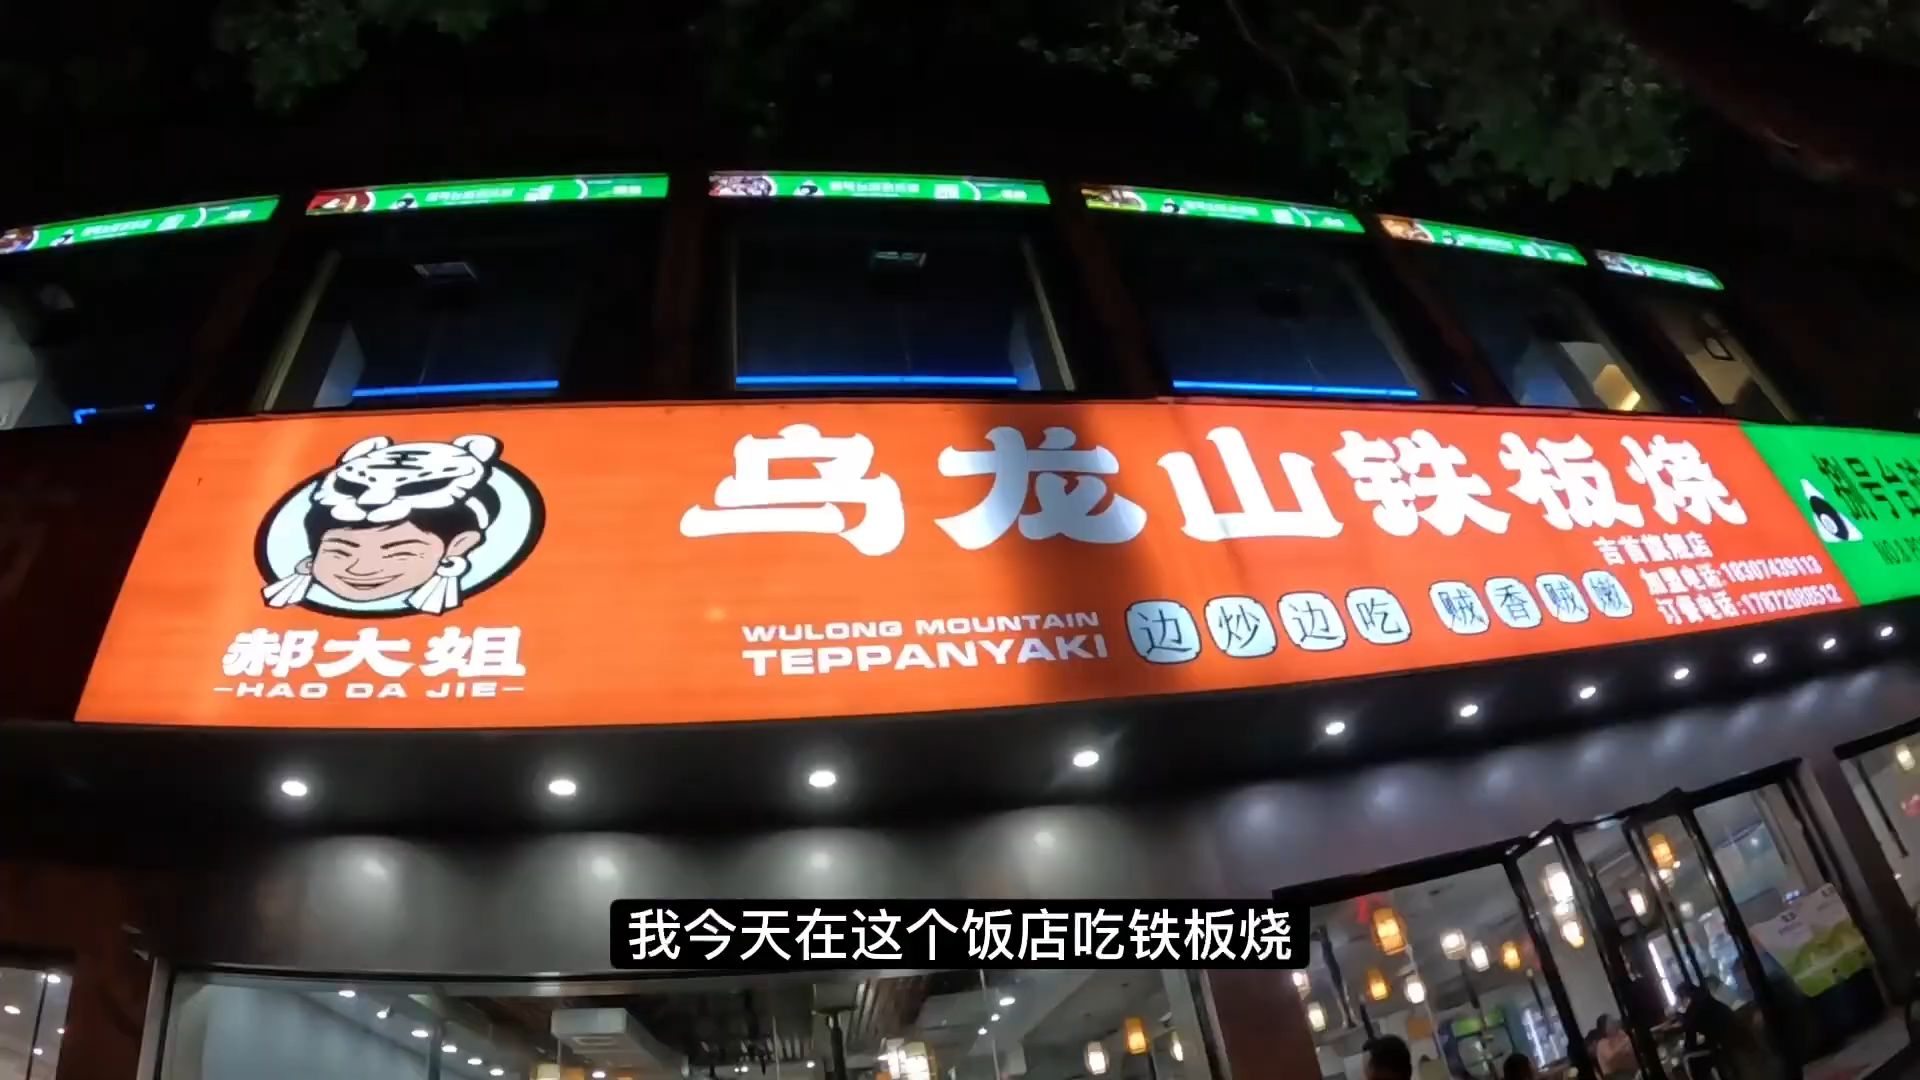 乌龙山铁板烧
吉首旗舰店
加盟电话:18307439113
订餐电话:17872088512
WULONG MOUNTAIN
TEPPANYAKI
边炒边吃 贼香贼嫩
郝大姐
HAO DA JIE
我今天在这个饭店吃铁板烧